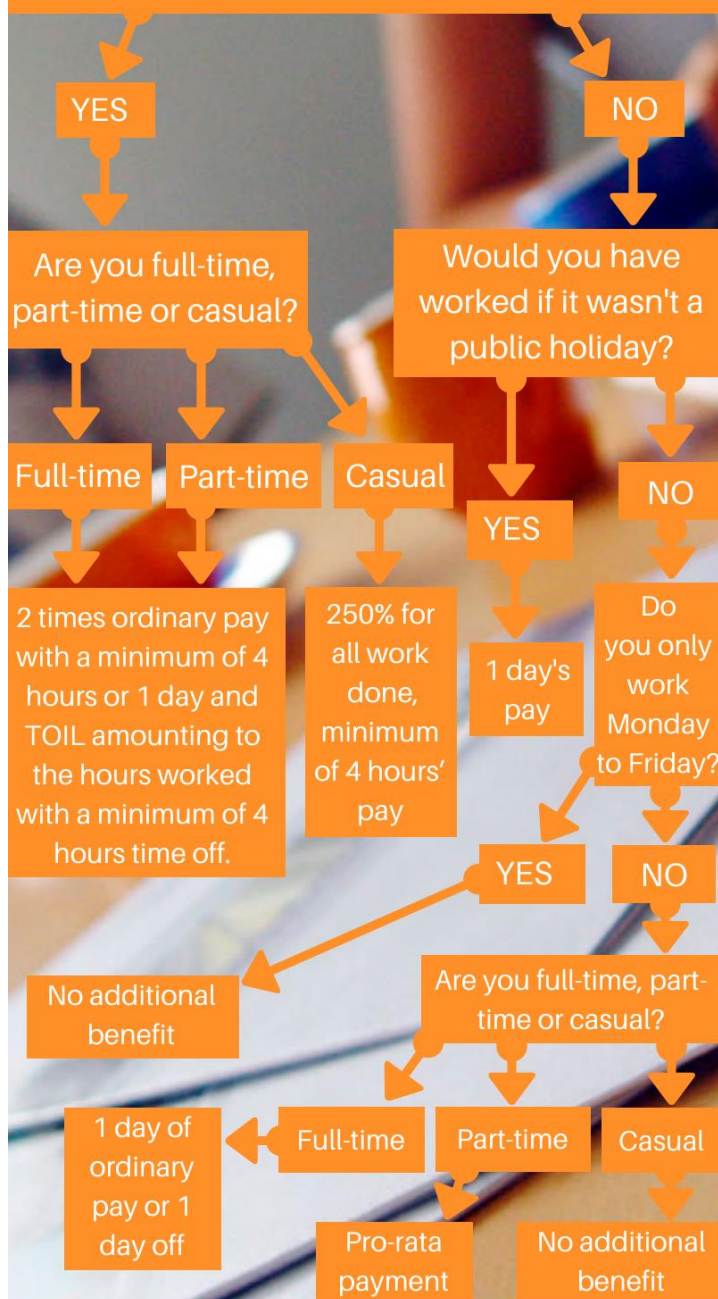 YES
NO
Are you full-time,
part-time or casual?
Would you have
worked if it wasn't a
public holiday?
Full-time
Part-time
Casual
YES
NO
2 times ordinary pay
with a minimum of 4
hours or 1 day and
TOIL amounting to
the hours worked
with a minimum of 4
hours time off.
250% for
all work
done,
minimum
of 4 hours'
pay
1 day's
pay
Do
you only
work
Monday
to Friday?
YES
NO
No additional
benefit
Are you full-time, part-
time or casual?
Full-time
Part-time
Casual
1 day of
ordinary
pay or 1
day off
Pro-rata
payment
No additional
benefit